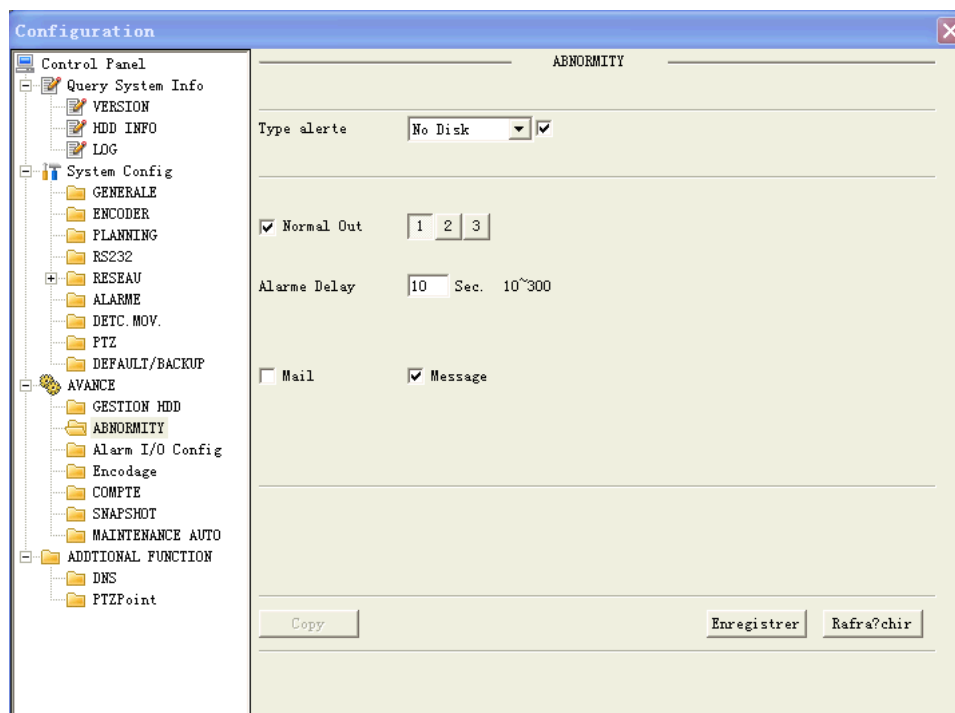 Configuration
Control Panel
Query System Info
VERSION
HDD INFO
LOG
System Config
GENERALE
ENCODER
PLANNING
RS232
RESEAU
ALARME
DETC.MOV.
PTZ
DEFAULT/BACKUP
AVANCE
GESTION HDD
ABNORMITY
Alarm I/O Config
Encodage
COMPTE
SNAPSHOT
MAINTENANCE AUTO
ADDTIONAL FUNCTION
DNS
PTZPoint
ABNORMITY
Type alerte No Disk
Normal Out 1 2 3
Alarme Delay 10 Sec. 10~300
Mail Message
Copy Enregistrer Rafra?chir